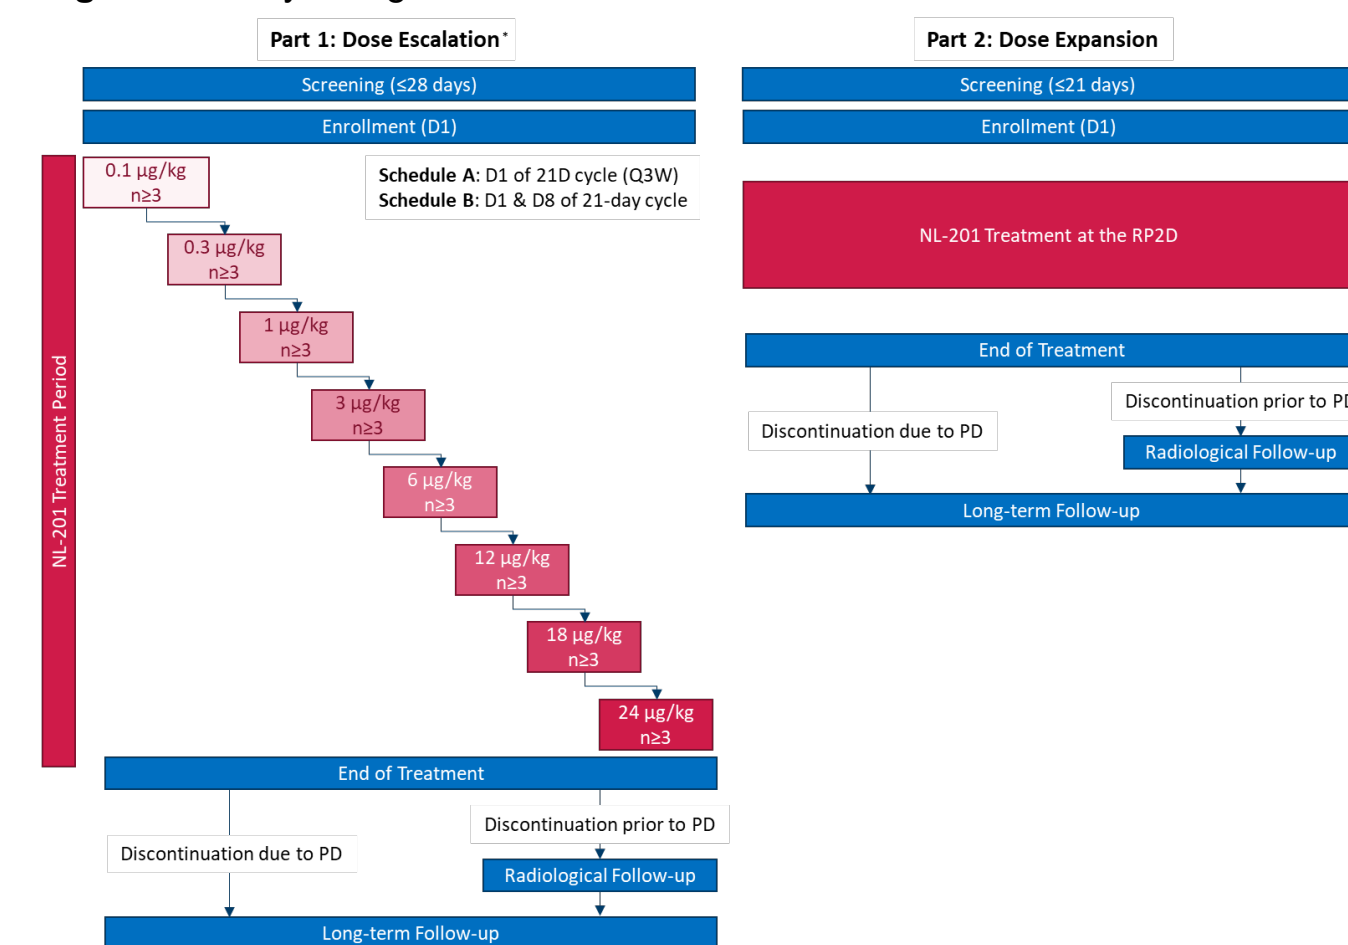 Part 1: Dose Escalation*
Screening (≤28 days)
Enrollment (D1)
NL-201 Treatment Period
0.1 µg/kg
n≥3
Schedule A: D1 of 21D cycle (Q3W)
Schedule B: D1 & D8 of 21-day cycle
0.3 µg/kg
n≥3
1 µg/kg
n≥3
3 µg/kg
n≥3
6 µg/kg
n≥3
12 µg/kg
n≥3
18 µg/kg
n≥3
24 µg/kg
n≥3
End of Treatment
Discontinuation due to PD
Discontinuation prior to PD
Radiological Follow-up
Long-term Follow-up
Part 2: Dose Expansion
Screening (≤21 days)
Enrollment (D1)
NL-201 Treatment at the RP2D
End of Treatment
Discontinuation due to PD
Discontinuation prior to
Radiological Follow-up
Long-term Follow-up